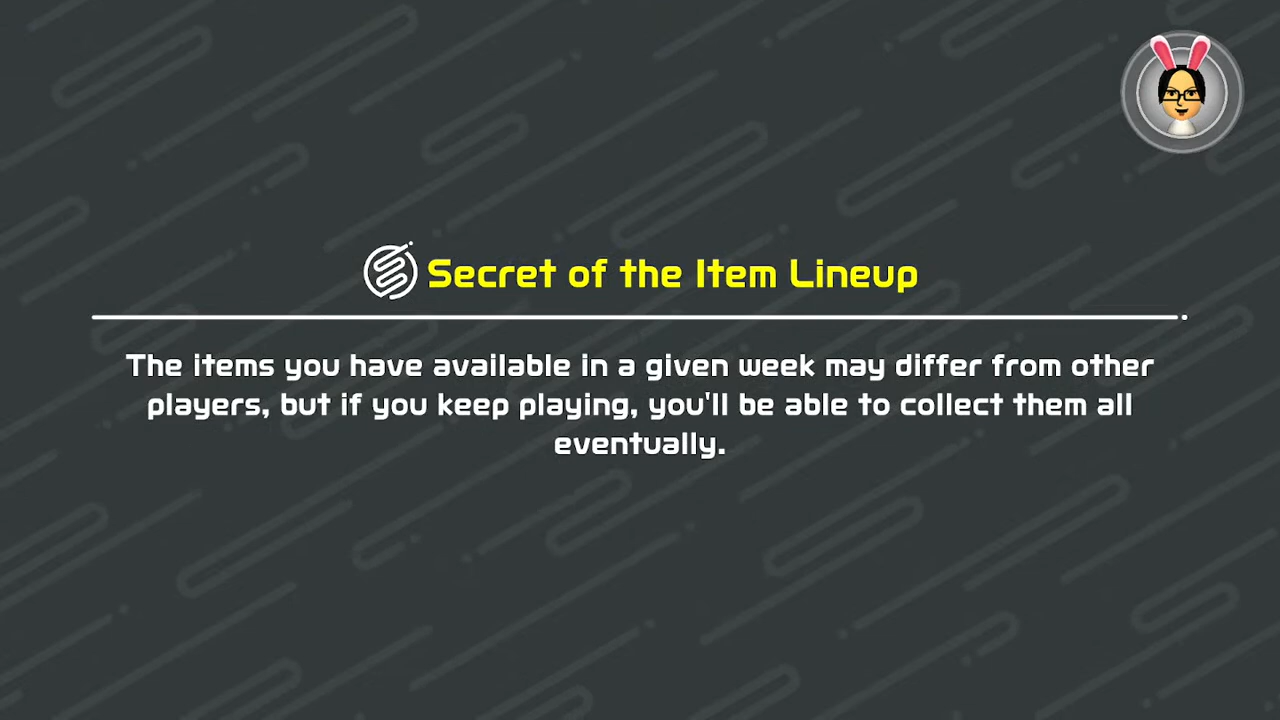 Secret of the Item Lineup
The items you have available in a given week may differ from other
players, but if you keep playing, you'll be able to collect them all
eventually.